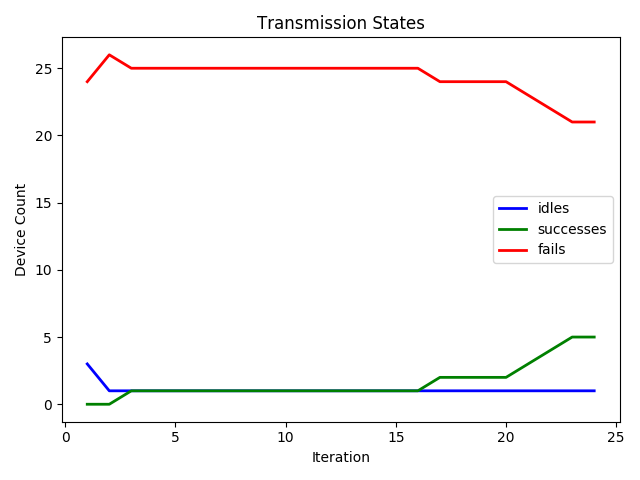 Transmission States
Device Count
25
20
15
10
5
0
idles
successes
fails
0 5 10 15 20 25
Iteration